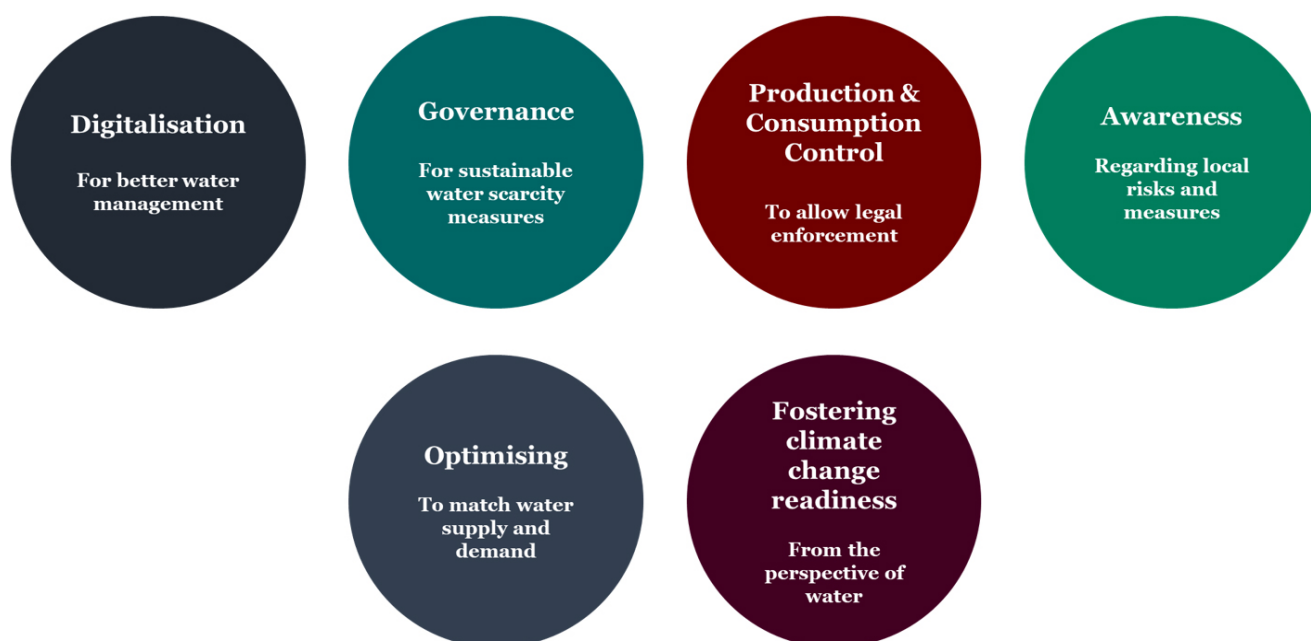 Digitalisation
For better water
management
Governance
For sustainable
water scarcity
measures
Production &
Consumption
Control
To allow legal
enforcement
Awareness
Regarding local
risks and
measures
Optimising
To match water
supply and
demand
Fostering
climate
change
readiness
From the
perspective of
water